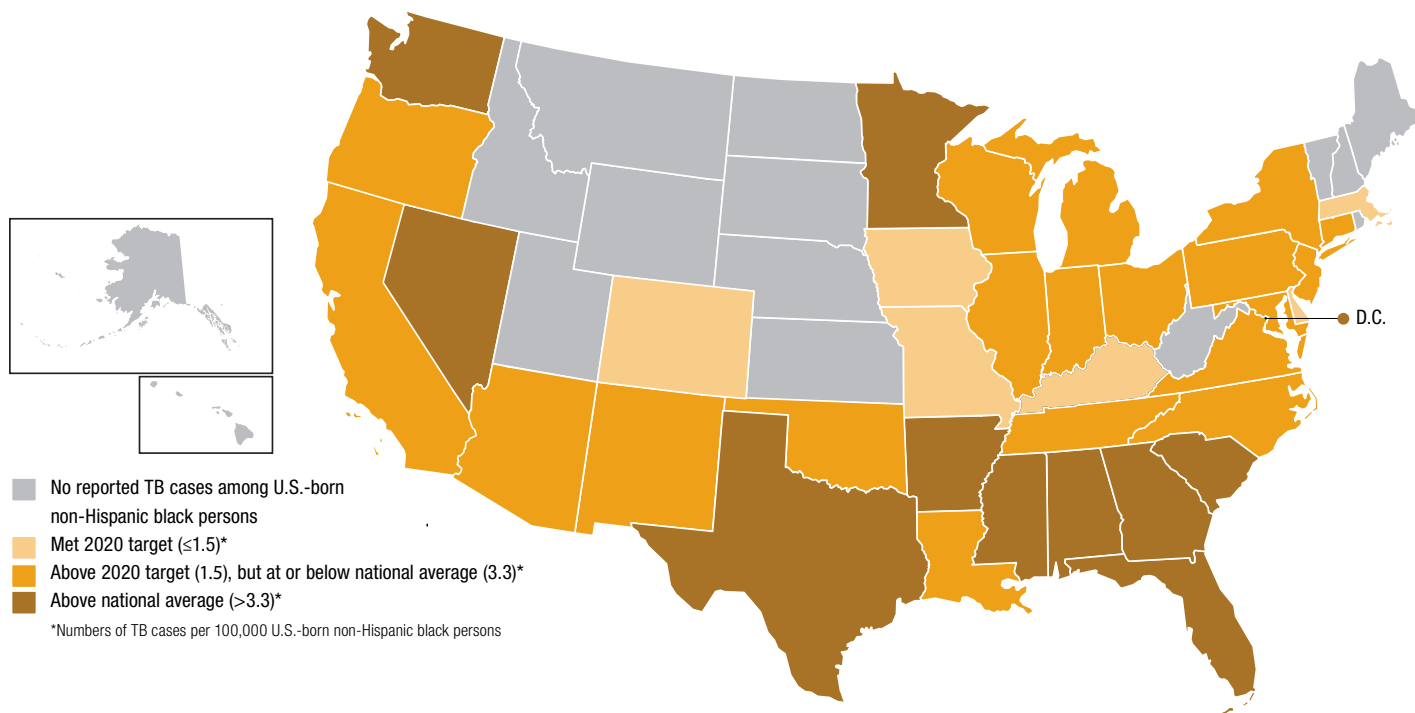 D.C.
No reported TB cases among U.S.-born
non-Hispanic black persons
Met 2020 target (≤1.5)*
Above 2020 target (1.5), but at or below national average (3.3)*
Above national average (>3.3)*
*Numbers of TB cases per 100,000 U.S.-born non-Hispanic black persons